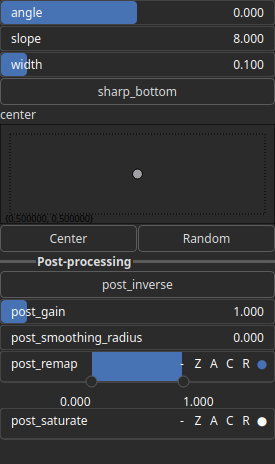 angle 0.000
slope 8.000
width 0.100
sharp_bottom
center
(0.500000, 0.500000)
Center Random
Post-processing
post_inverse
post_gain 1.000
post_smoothing_radius 0.000
post_remap - Z A C R
0.000 1.000
post_saturate - Z A C R